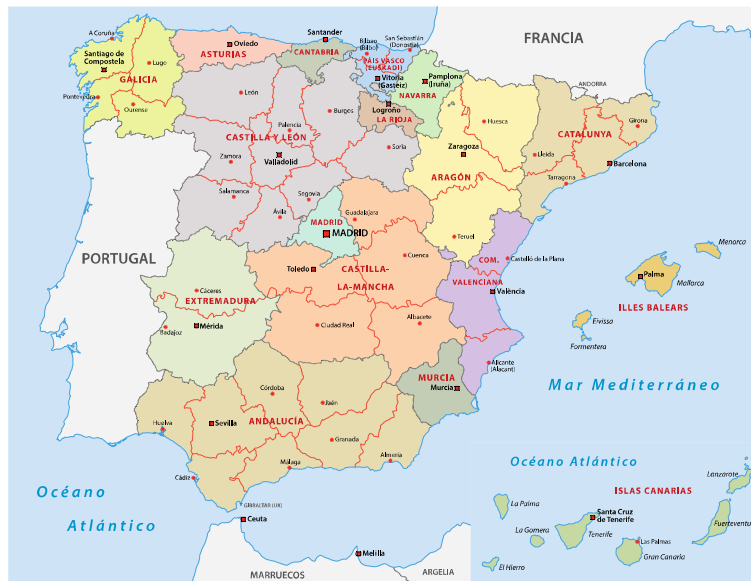 FRANCIA
A Coruña
Santiago de
Compostela
Lugo
GALICIA
Pontevedra
Ourense
Oviedo
ASTURIAS
Santander
CANTABRIA
Bilbao
(Bilbo)
San Sebastián
(Donostia)
PAÍS VASCO
(EUSKADI)
Vitoria
(Gasteiz)
Pamplona
(Iruña)
NAVARRA
Logroño
LA RIOJA
ANDORRA
León
Burgos
Palencia
CASTILLA Y LEÓN
Zamora
Valladolid
Soria
Salamanca
Segovia
Ávila
Huesca
Zaragoza
ARAGÓN
Teruel
Girona
CATALUNYA
Lleida
Barcelona
Tarragona
MADRID
MADRID
Guadalajara
PORTUGAL
Toledo
Cuenca
CASTILLA-
LA-MANCHA
Ciudad Real
Albacete
COM.
VALENCIANA
Castelló de la Plana
València
Alicante
(Alacant)
Cáceres
EXTREMADURA
Badajoz
Mérida
Menorca
Palma
Mallorca
ILLES BALEARS
Eivissa
Formentera
MURCIA
Murcia
Mar Mediterráneo
Córdoba
Jaén
Huelva
Sevilla
ANDALUCÍA
Granada
Málaga
Almería
Cádiz
GIBRALTAR (UK)
Océano
Atlántico
Ceuta
Melilla
MARRUECOS
ARGELIA
Océano Atlántico
ISLAS CANARIAS
Lanzarote
La Palma
Santa Cruz
de Tenerife
Fuerteventura
La Gomera
Tenerife
Las Palmas
El Hierro
Gran Canaria